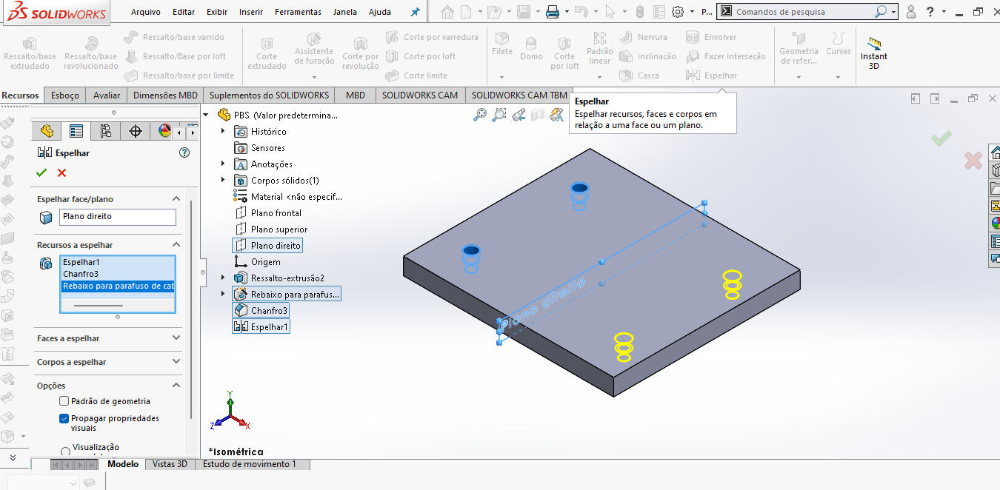 SOLIDWORKS
Arquivo Editar Exibir Inserir Ferramentas Janela Ajuda
P...
Comandos de pesquisa
?
Ressalto/base
extrudado
Ressalto/base
revolucionado
Ressalto/base varrido
Ressalto/Base por loft
Ressalto/base por limite
Corte
extrudado
Assistente
de furação
Corte por
revolução
Corte por varredura
Corte por loft
Corte limite
Filete
Domo
Corte
por loft
Padrão
linear
Nervura
Inclinação
Casca
Envolver
Fazer interseção
Espelhar
Geometria
de refer...
Curvas
Instant
3D
Recursos Esboço Avaliar Dimensões MBD Suplementos do SOLIDWORKS MBD SOLIDWORKS CAM SOLIDWORKS CAM TBM
Espelhar
Espelhar recursos, faces e corpos em
relação a uma face ou um plano.
Espelhar
Espelhar face/plano
Plano direito
Recursos a espelhar
Espelhar1
Chanfro3
Rebaixo para parafuso de cab
Faces a espelhar
Corpos a espelhar
Opções
Padrão de geometria
Propagar propriedades
visuais
Visualização
PBS (Valor predetermina...
Histórico
Sensores
Anotações
Corpos sólidos(1)
Material <não especif...
Plano frontal
Plano superior
Plano direito
Origem
Ressalto-extrusão2
Rebaixo para parafus...
Chanfro3
Espelhar1
Plano direito
Y
Z
X
*Isométrica
Modelo Vistas 3D Estudo de movimento 1